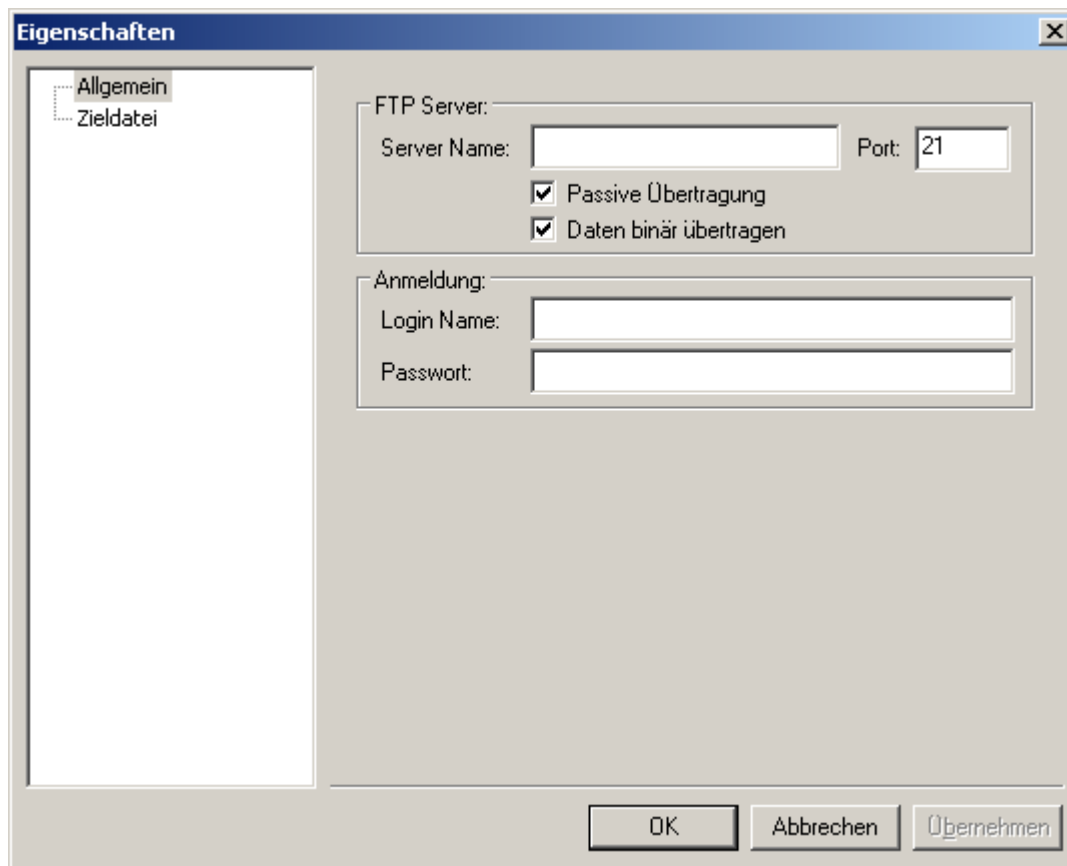 Eigenschaften
Allgemein
Zieldatei
FTP Server:
Server Name:
Port: 21
Passive Übertragung
Daten binär übertragen
Anmeldung:
Login Name:
Passwort:
OK
Abbrechen
Übernehmen